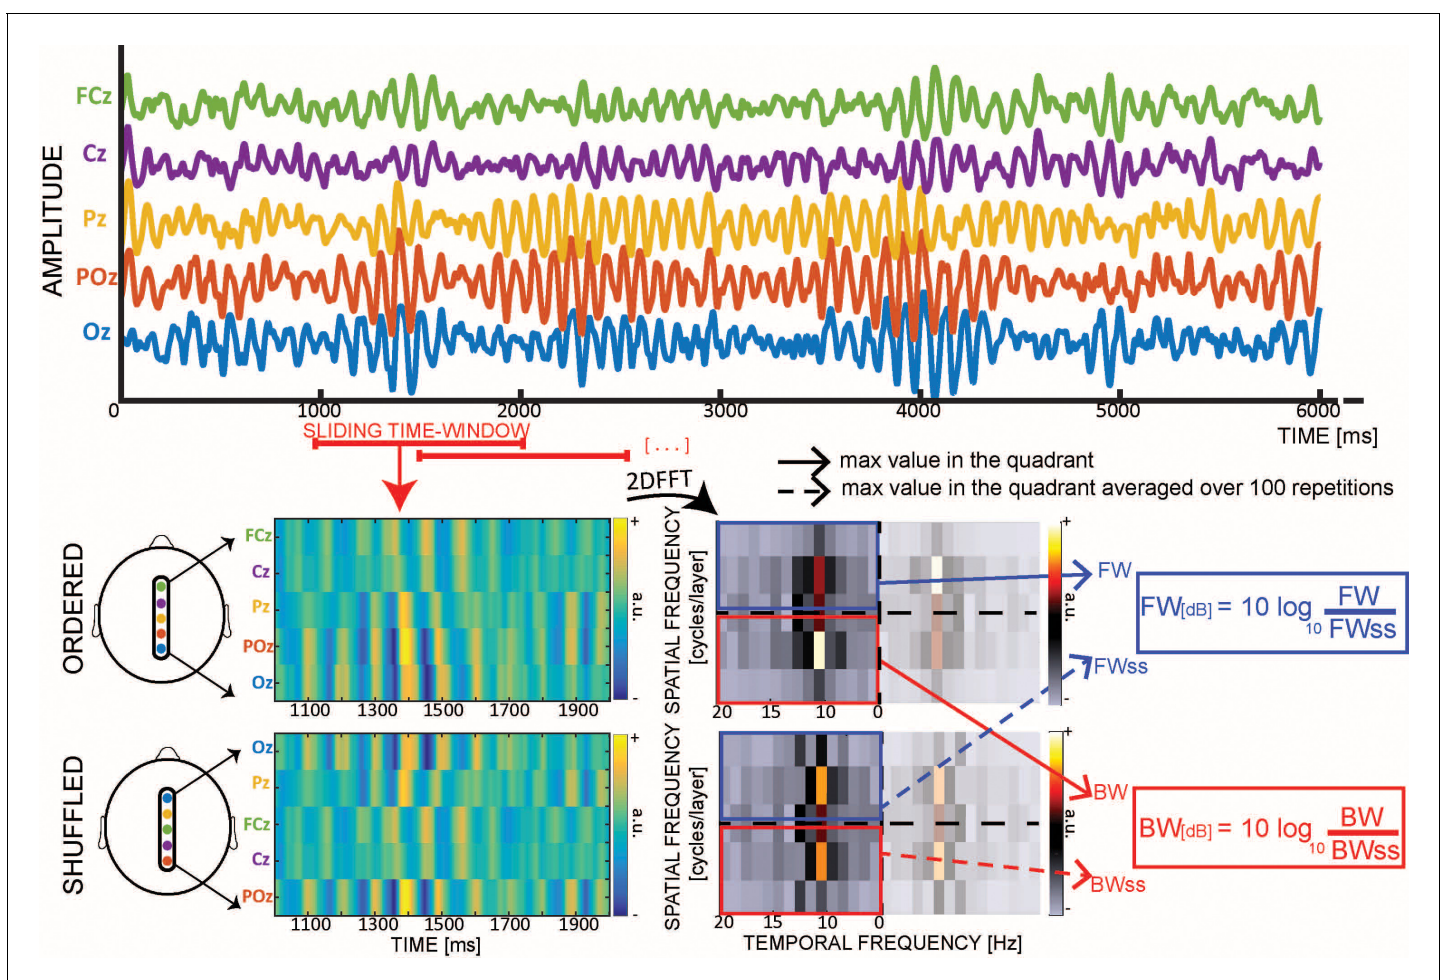 AMPLITUDE
FCz
Cz
Pz
POz
Oz
0 1000 2000 3000 4000 5000 6000
TIME [ms]
SLIDING TIME-WINDOW
[...]
2DFFT
max value in the quadrant
max value in the quadrant averaged over 100 repetitions
ORDERED
FCz
Cz
Pz
POz
Oz
1100 1300 1500 1700 1900
+
a.u.
-
SPATIAL FREQUENCY
[cycles/layer]
20 15 10 0
+
a.u.
-
FW
FWss
FW[dB] = 10 log10 FW
FWss
SHUFFLED
Oz
Pz
FCz
Cz
POz
1100 1300 1500 1700 1900
TIME [ms]
+
a.u.
-
SPATIAL FREQUENCY
[cycles/layer]
20 15 10 0
TEMPORAL FREQUENCY [Hz]
+
a.u.
-
BW
BWss
BW[dB] = 10 log10 BW
BWss